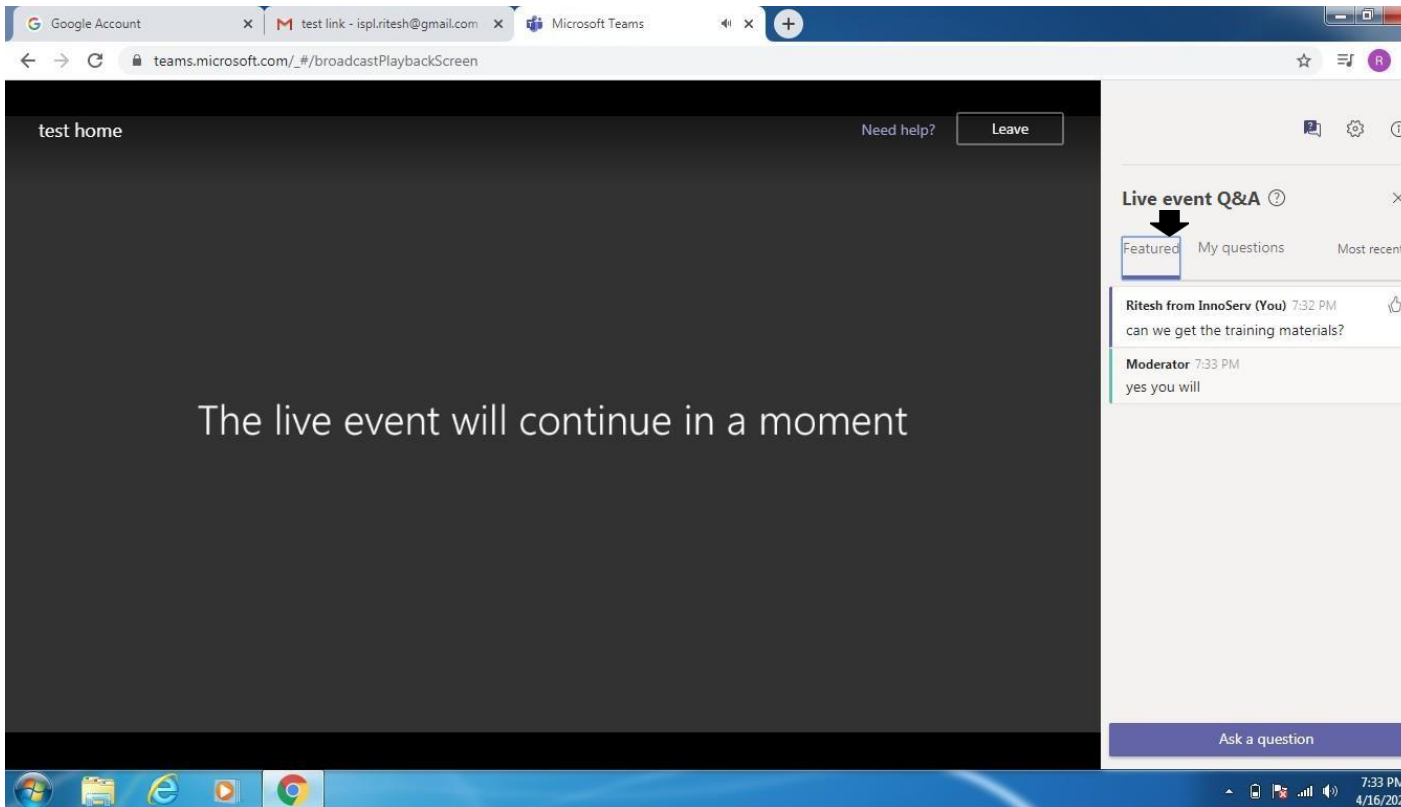 Google Account
test link - ispl.ritesh@gmail.com
Microsoft Teams
teams.microsoft.com/_#/broadcastPlaybackScreen
R
test home
Need help?
Leave
Live event Q&A
Featured
My questions
Most recent
Ritesh from InnoServ (You) 7:32 PM
can we get the training materials?
Moderator 7:33 PM
yes you will
The live event will continue in a moment
Ask a question
7:33 PM
4/16/202